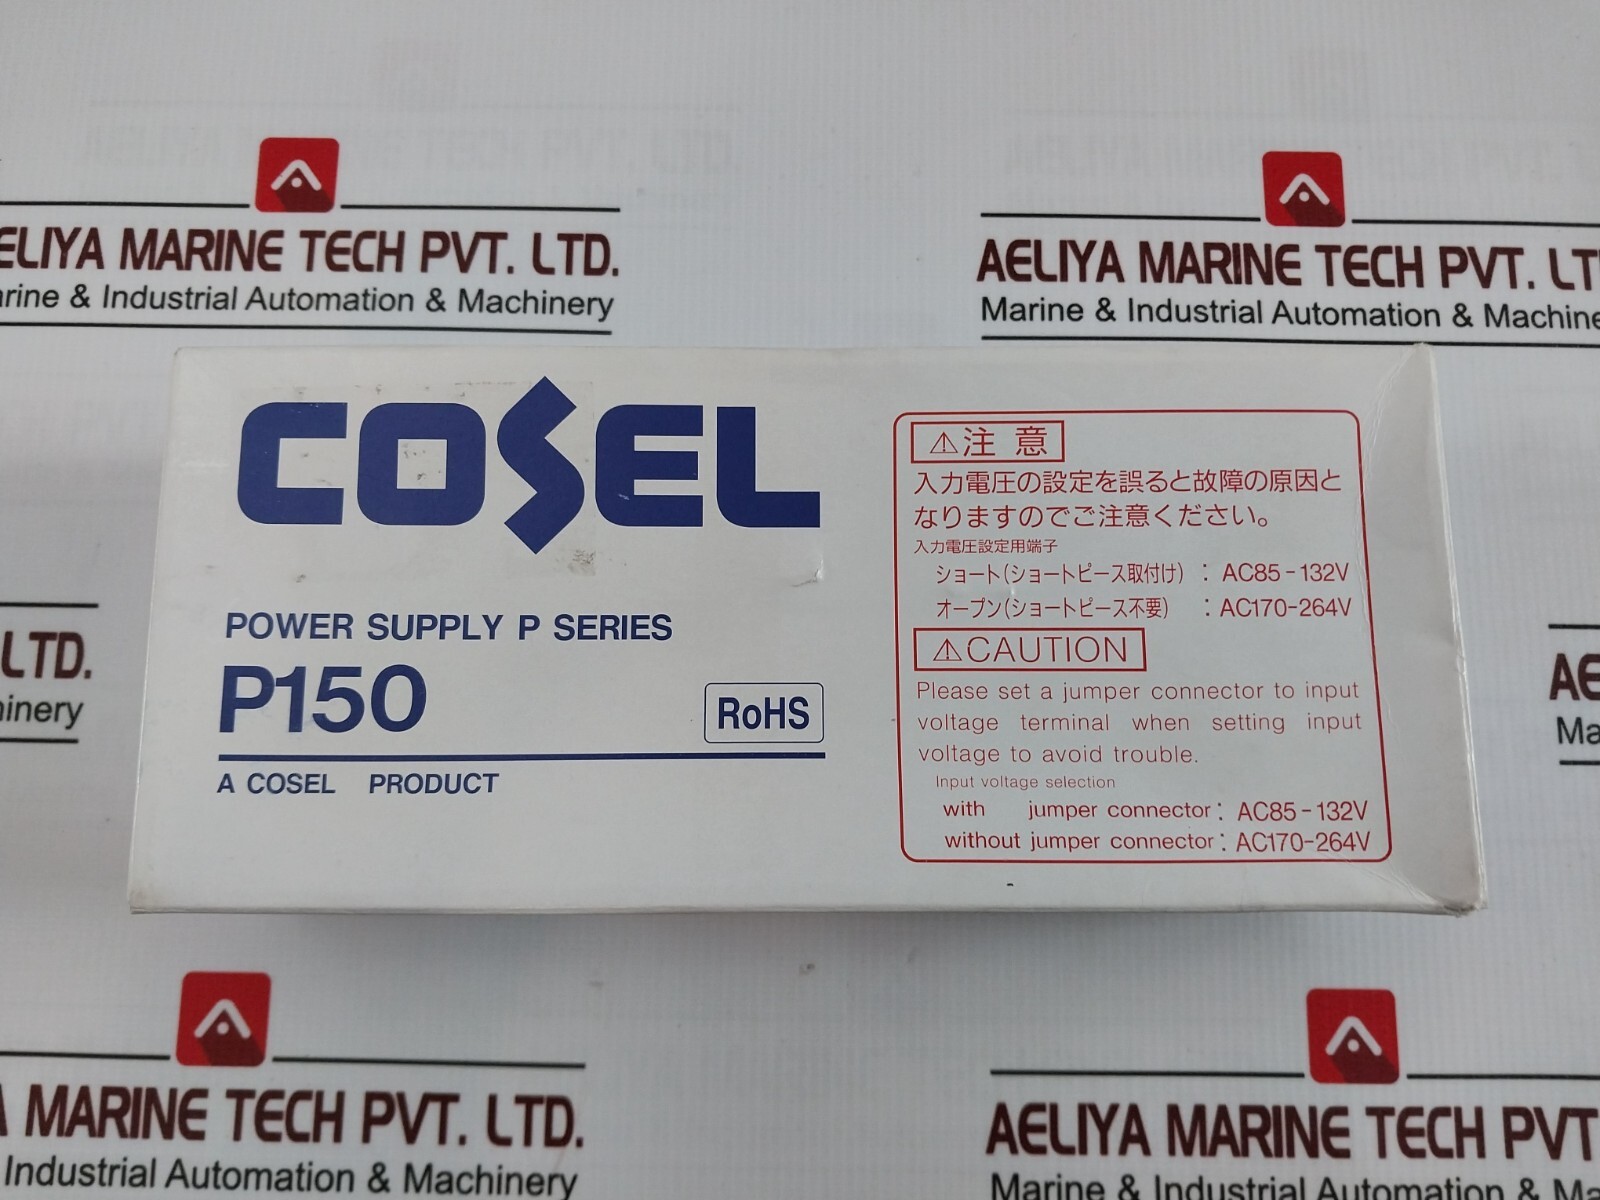 AELIYA MARINE TECH PVT. LTD.
Marine & Industrial Automation & Machinery
AELIYA MARINE TECH PVT. LT
Marine & Industrial Automation & Machine
COSEL
POWER SUPPLY P SERIES
P150
RoHS
A COSEL PRODUCT
⚠注意
入力電圧の設定を誤ると故障の原因と
なりますのでご注意ください。
入力電圧設定用端子
ショート(ショートピース取付け) : AC85-132V
オープン(ショートピース不要) : AC170-264V
⚠CAUTION
Please set a jumper connector to input
voltage terminal when setting input
voltage to avoid trouble.
Input voltage selection
with jumper connector: AC85-132V
without jumper connector: AC170-264V
LTD.
inery
AE
Ma
A MARINE TECH PVT. LTD.
Industrial Automation & Machinery
AELIYA MARINE TECH PVT
Marine & Industrial Automation & Ma